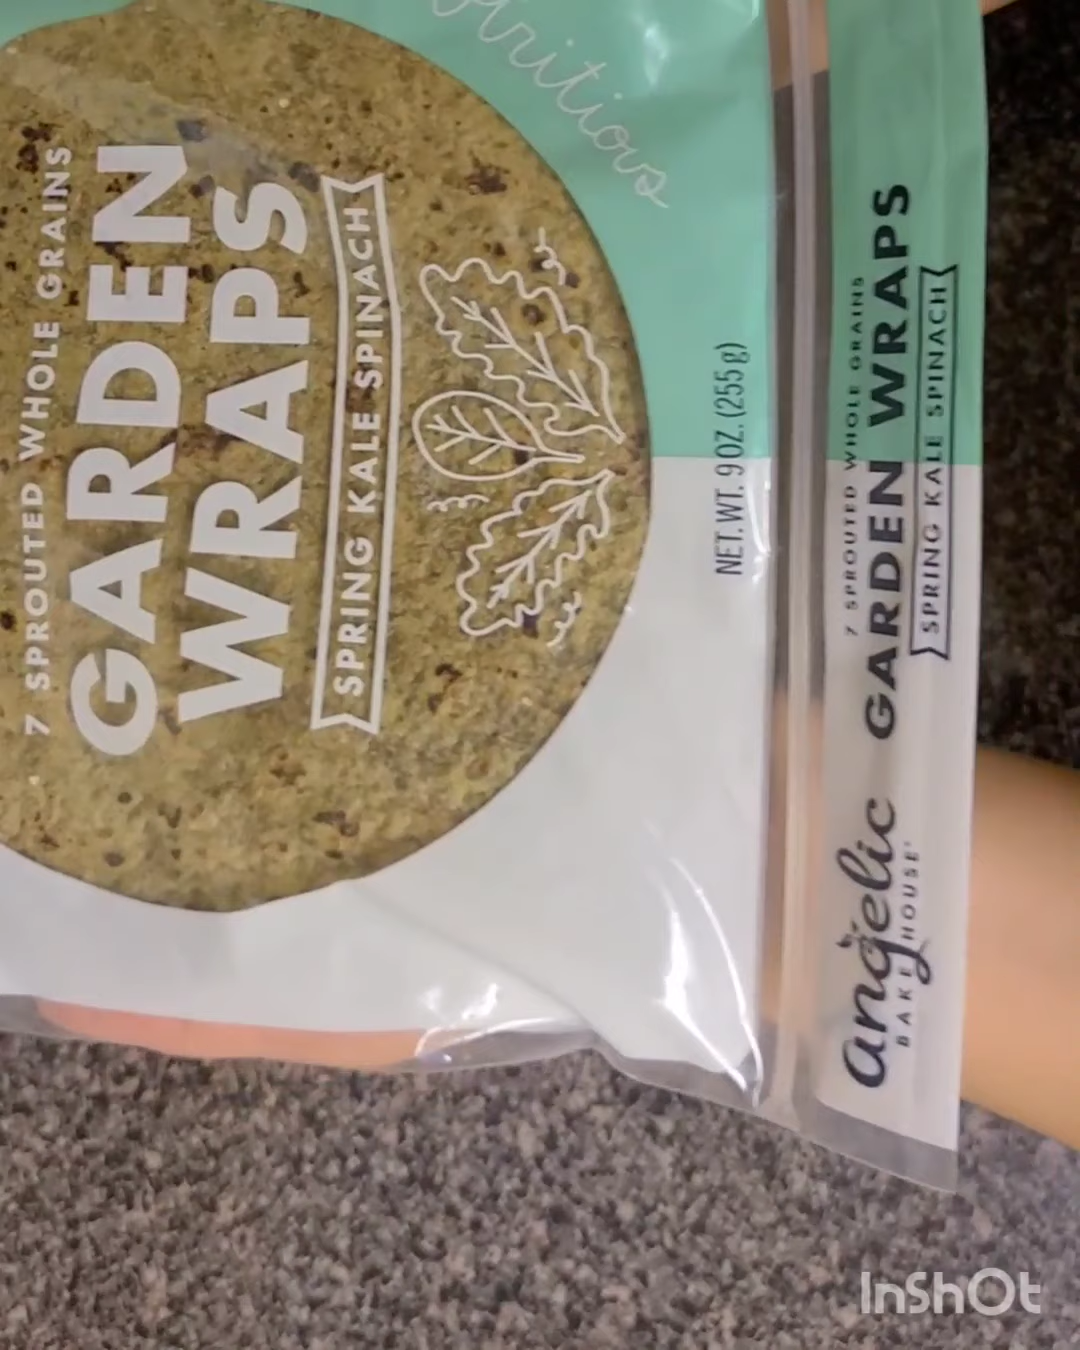 7 SPROUTED WHOLE GRAINS
GARDEN
WRAPS
SPRING KALE SPINACH
NET. WT. 9 OZ. (255 g)
angelic
BAKEHOUSE
7 SPROUTED WHOLE GRAINS
GARDEN WRAPS
SPRING KALE SPINACH
InShOt